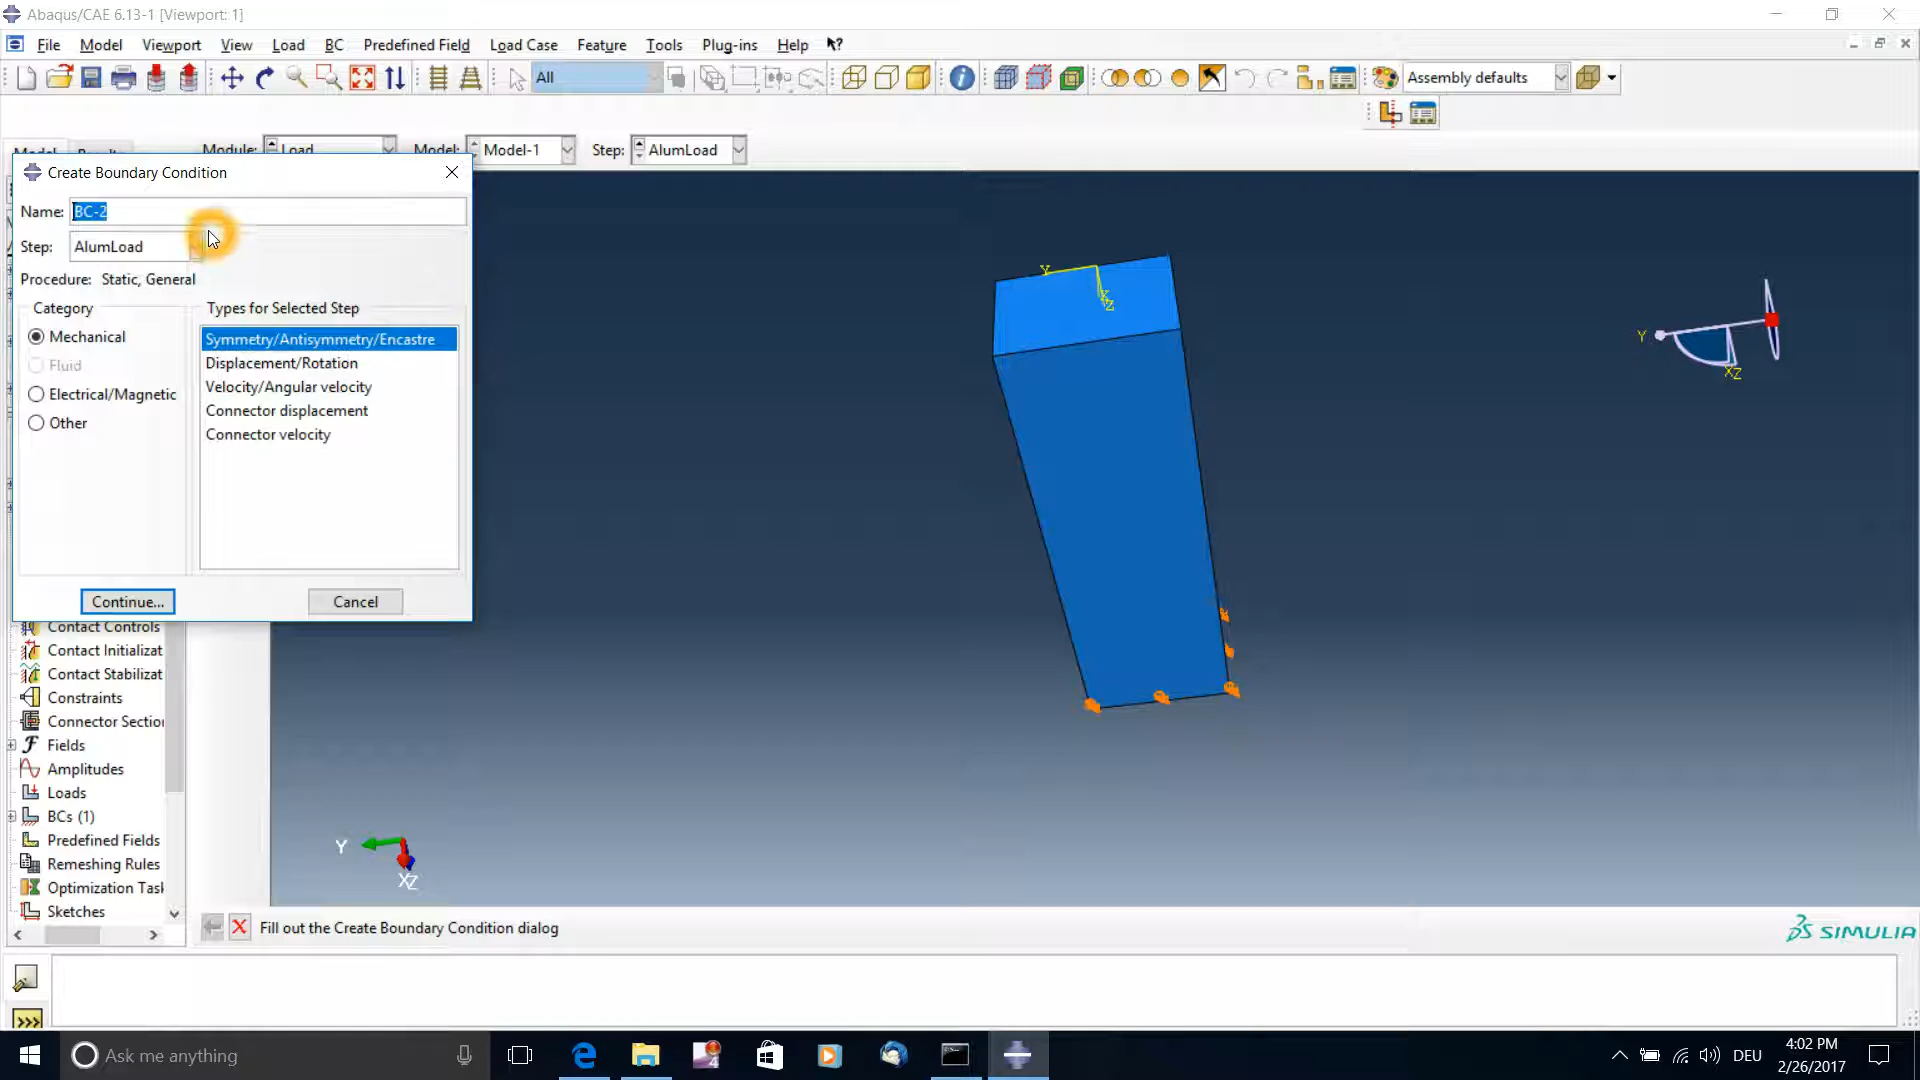 Abaqus/CAE 6.13-1 [Viewport: 1]
File Model Viewport View Load BC Predefined Field Load Case Feature Tools Plug-ins Help
All
Assembly defaults
Module: Load Model: Model-1 Step: AlumLoad
Create Boundary Condition
Name: BC-2
Step: AlumLoad
Procedure: Static, General
Category
Mechanical
Fluid
Electrical/Magnetic
Other
Types for Selected Step
Symmetry/Antisymmetry/Encastre
Displacement/Rotation
Velocity/Angular velocity
Connector displacement
Connector velocity
Continue...
Cancel
Contact Controls
Contact Initializat
Contact Stabilizat
Constraints
Connector Section
Fields
Amplitudes
Loads
BCs (1)
Predefined Fields
Remeshing Rules
Optimization Task
Sketches
Y
X
Z
Y
X
Z
Y
X
Z
Fill out the Create Boundary Condition dialog
SIMULIA
>>>
Ask me anything
DEU
4:02 PM
2/26/2017